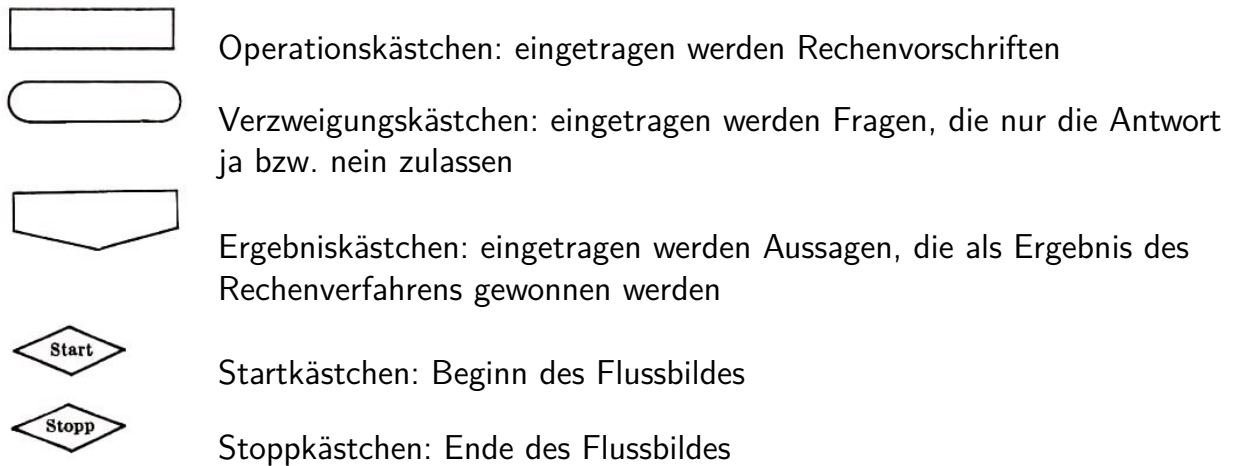 Operationskästchen: eingetragen werden Rechenvorschriften
Verzweigungskästchen: eingetragen werden Fragen, die nur die Antwort
ja bzw. nein zulassen
Ergebniskästchen: eingetragen werden Aussagen, die als Ergebnis des
Rechenverfahrens gewonnen werden
Start
Startkästchen: Beginn des Flussbildes
Stopp
Stoppkästchen: Ende des Flussbildes